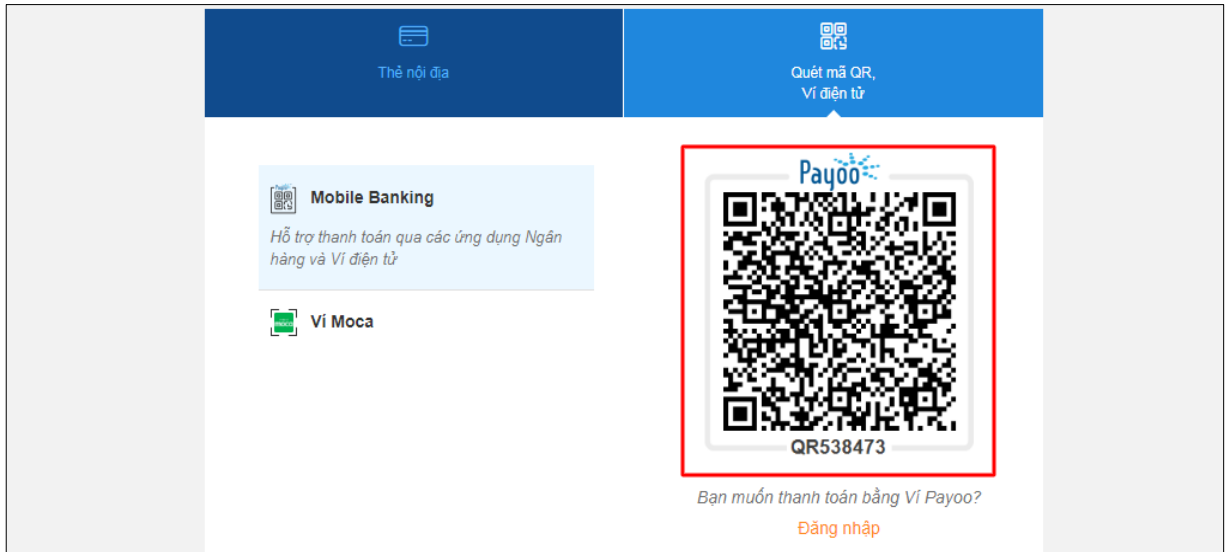 Thẻ nội địa
Quét mã QR,
Ví điện tử
Mobile Banking
Hỗ trợ thanh toán qua các ứng dụng Ngân
hàng và Ví điện tử
Ví Moca
Payoo
QR538473
Bạn muốn thanh toán bằng Ví Payoo?
Đăng nhập